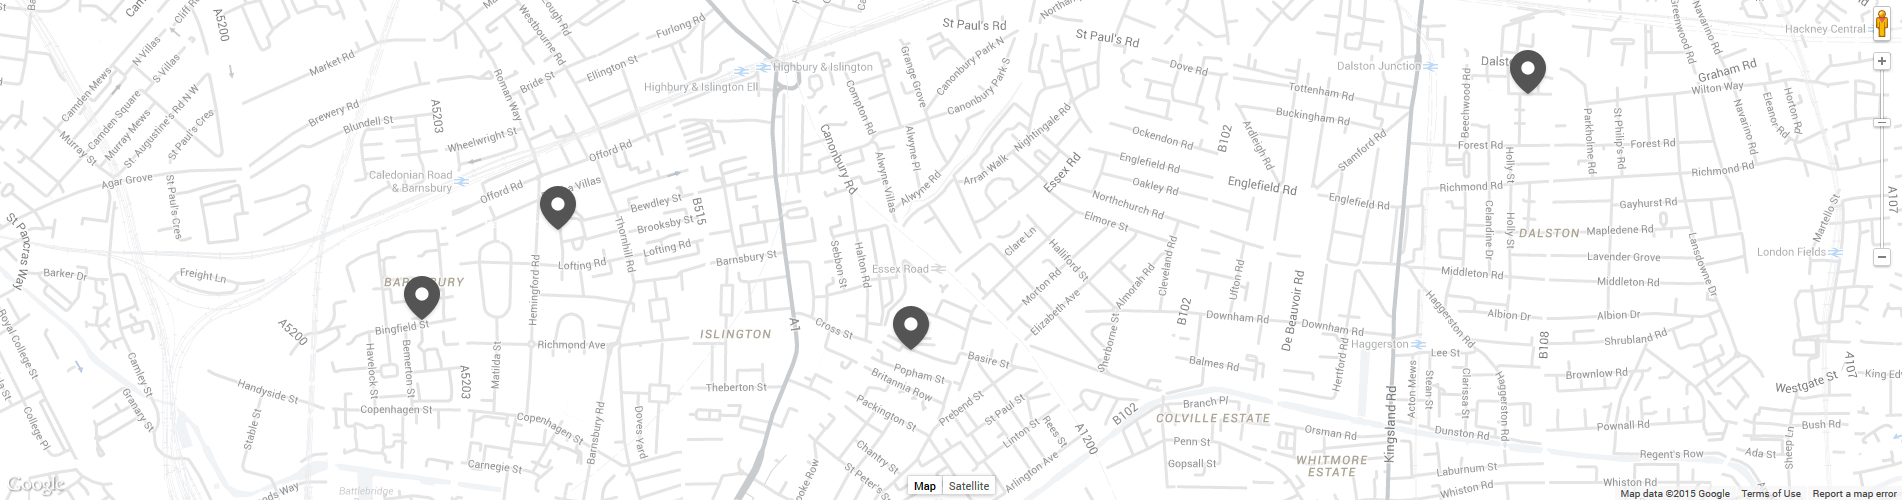 St Paul's Rd
St Paul's Rd
Furlong Rd
Westbourne Rd
Cliff Rd
N Villas
S Villas
A5200
Market Rd
Bride St
Ellington St
Roman Way
Highbury & Islington
Highbury & Islington Ell
Grange Grove
Canonbury Park N
Canonbury Park S
Dove Rd
Dalston Junction
Graham Rd
Wilton Way
Greenwood Rd
Navarino Rd
Hackney Central
Camden Mews
Camden Square
Murray Mews
Murray St
St. Augustine's Rd
N W
St Paul's Cres
Brewery Rd
Blundell St
A5203
Wheelwright St
Offord Rd
Compton Rd
Canonbury Rd
Alwyne Pl
Alwyne Villas
Alwyne Rd
Arran Walk
Nightingale Rd
Essex Rd
Ockendon Rd
B102
Ardleigh Rd
Tottenham Rd
Buckingham Rd
Stamford Rd
Beechwood Rd
Forest Rd
Holly St
Parkholme Rd
St Philip's Rd
Forest Rd
Navarino Rd
Eleanor Rd
Horton Rd
Agar Grove
St Paul's Cres
Caledonian Road
& Barnsbury
Offord Rd
Villas
Bewdley St
Brooksby St
Lofting Rd
B515
Thornhill Rd
Englefield Rd
Oakley Rd
Englefield Rd
Northchurch Rd
Elmore St
Englefield Rd
Richmond Rd
Richmond Rd
Gayhurst Rd
A107
Martello St
St Pancras Way
Barker Dr
Freight Ln
Lofting Rd
Barnsbury St
Sebbon St
Halton Rd
Essex Road
Clare Ln
Halliford St
Morton Rd
Elizabeth Ave
Almorah Rd
Cleveland Rd
Ufton Rd
De Beauvoir Rd
Celandine Dr
Holly St
DALSTON
Mapledene Rd
Lavender Grove
Lansdowne Dr
London Fields
Middleton Rd
Middleton Rd
Hemingford Rd
Bingfield St
A5200
Richmond Ave
ISLINGTON
A1
Cross St
Basire St
Sherborne St
B102
Downham Rd
Downham Rd
Haggerston
Haggerston Rd
Albion Dr
Albion Dr
Shrubland Rd
B108
Lee St
Royal College St
Camley St
Granary St
Handyside St
Havelock St
Bemerton St
A5203
Matilda St
Theberton St
Popham St
Britannia Row
Balmes Rd
Hertford Rd
Acton Mews
Stean St
Clarissa St
Haggerston Rd
Brownlow Rd
Westgate St
A107
College Pl
Stable St
Copenhagen St
Copenhagen St
Barnsbury Rd
Doves Yard
Packington St
Prebend St
St Paul St
Linton St
Rees St
A1200
B102
Branch Pl
COLVILLE ESTATE
Kingsland Rd
Orsman Rd
Dunston Rd
Pownall Rd
Bush Rd
Carnegie St
Chantry St
St Peter's S
Arlington Ave
Penn St
Gopsall St
WHITMORE
ESTATE
Laburnum St
Whiston Rd
Whiston Rd
Regent's Row
Ada St
Sheep Ln
Google
Battlebridge
Map
Satellite
Map data ©2015 Google
Terms of Use
Report a map error